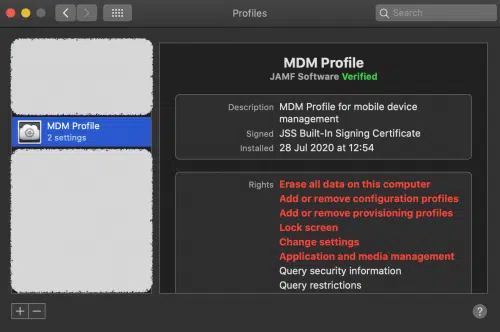 Profiles
Search
MDM Profile
2 settings
MDM Profile
JAMF Software Verified
Description MDM Profile for mobile device
management
Signed JSS Built-In Signing Certificate
Installed 28 Jul 2020 at 12:54
Rights Erase all data on this computer
Add or remove configuration profiles
Add or remove provisioning profiles
Lock screen
Change settings
Application and media management
Query security information
Query restrictions